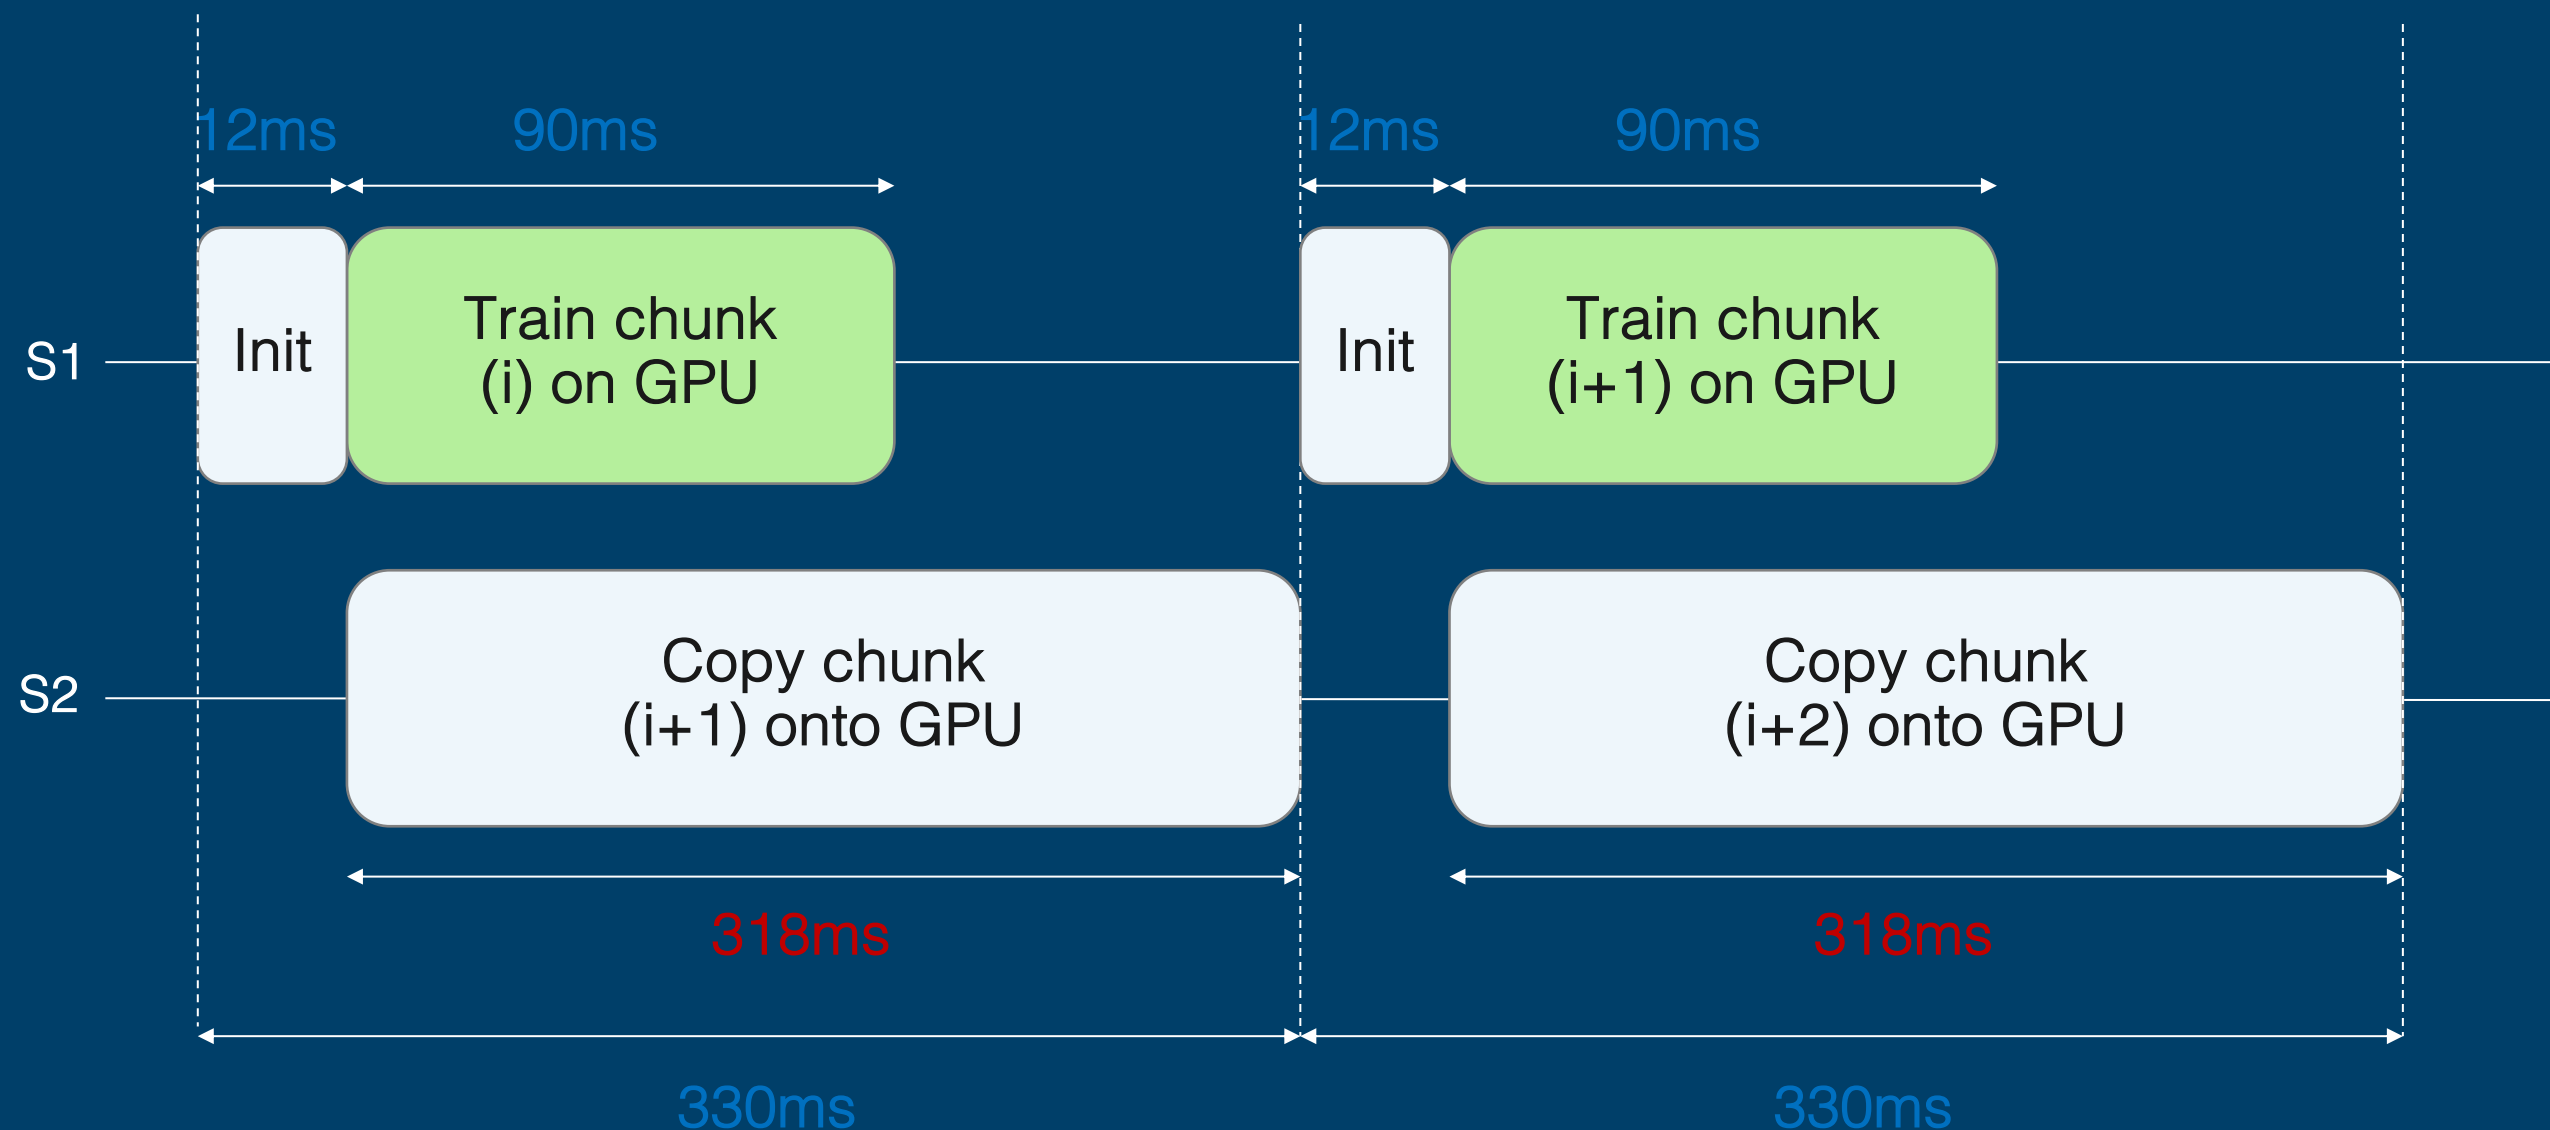 12ms
90ms
12ms
90ms
S1
Init
Train chunk
(i) on GPU
Init
Train chunk
(i+1) on GPU
S2
Copy chunk
(i+1) onto GPU
Copy chunk
(i+2) onto GPU
318ms
318ms
330ms
330ms